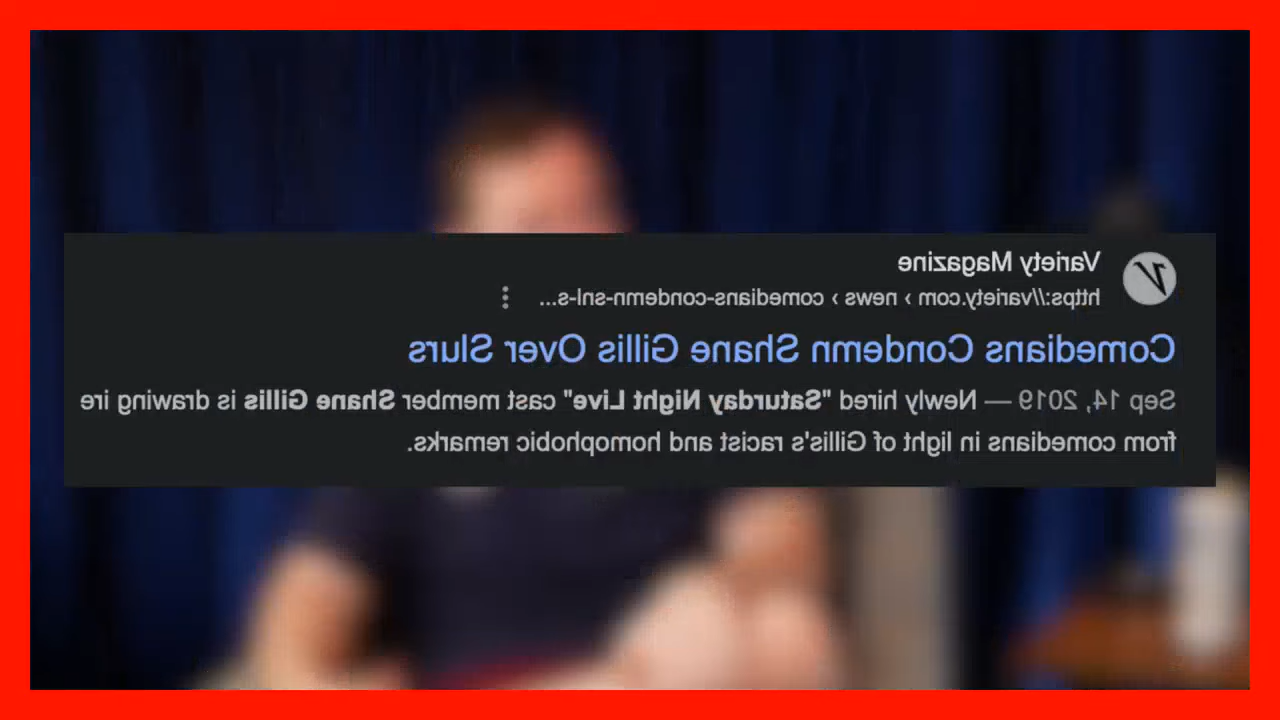 Variety Magazine
https://variety.com › news › comedians-condemn-snl-s...
Comedians Condemn Shane Gillis Over Slurs
Sep 14, 2019 — Newly hired "Saturday Night Live" cast member Shane Gillis is drawing ire
from comedians in light of Gillis's racist and homophobic remarks.